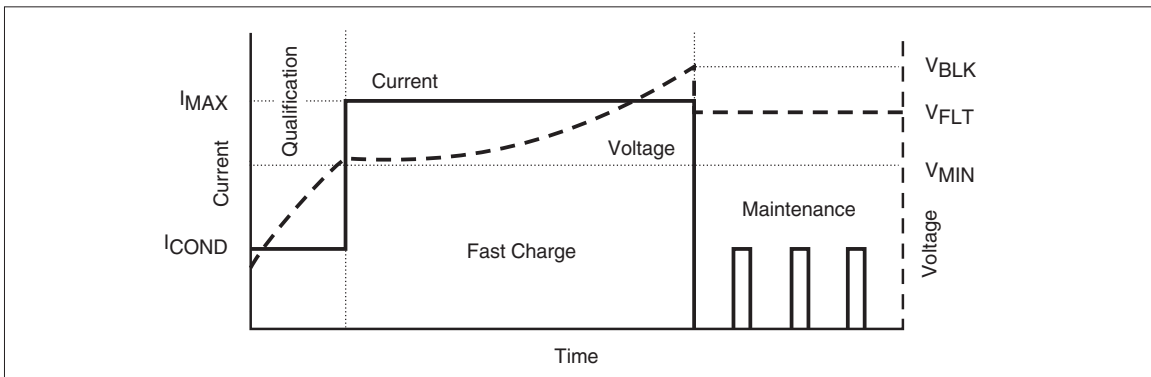 Qualification
Current
VBLK
IMAX
VFLT
Voltage
VMIN
Current
Maintenance
ICOND
Fast Charge
Voltage
Time